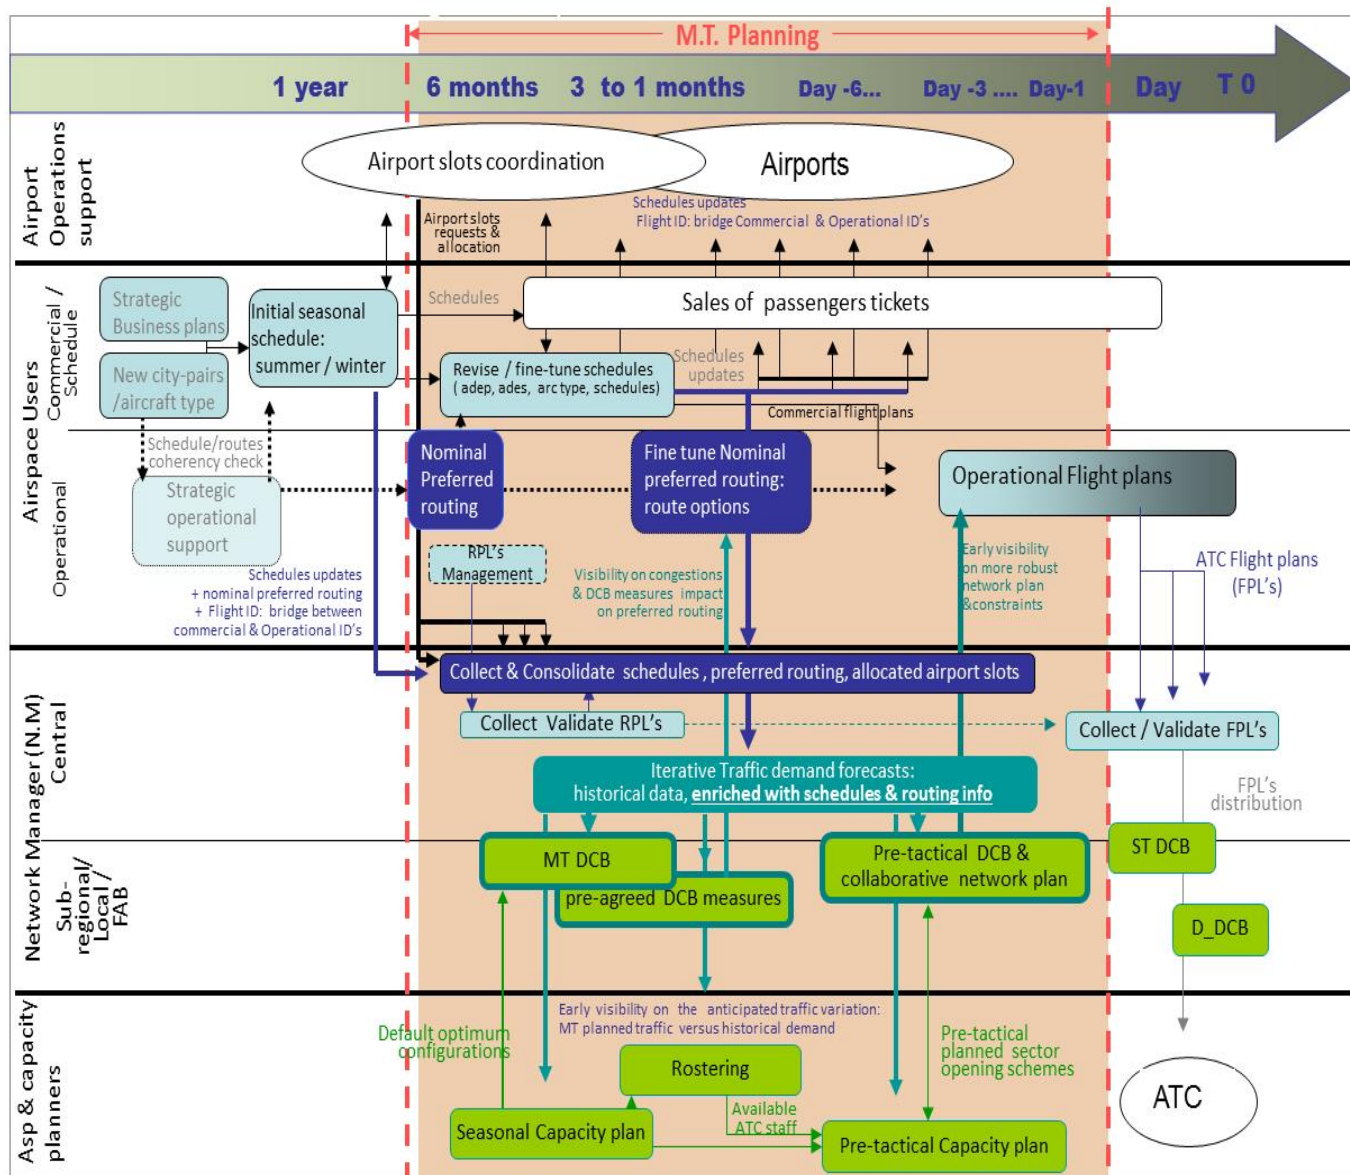 M.T. Planning
1 year
6 months
3 to 1 months
Day -6...
Day -3 .... Day-1
Day
T 0
Airport
Operations
support
Airport slots coordination
Airports
Airport slots
requests &
allocation
Schedules updates
Flight ID: bridge Commercial & Operational ID's
Airspace Users
Commercial /
Schedule
Strategic
Business plans
New city-pairs
/aircraft type
Initial seasonal
schedule:
summer / winter
Schedules
Sales of passengers tickets
Revise / fine-tune schedules
( adep, ades, arc type, schedules)
Schedules
updates
Commercial flight plans
Operational
Schedule/routes
coherency check
Strategic
operational
support
Nominal
Preferred
routing
Fine tune Nominal
preferred routing:
route options
Operational Flight plans
RPL's
Management
Schedules updates
+ nominal preferred routing
+ Flight ID: bridge between
commercial & Operational ID's
Visibility on congestions
& DCB measures impact
on preferred routing
Early visibility
on more robust
network plan
&constraints
ATC Flight plans
(FPL's)
Network Manager (N.M)
Central
Collect & Consolidate schedules , preferred routing, allocated airport slots
Collect Validate RPL's
Collect / Validate FPL's
Iterative Traffic demand forecasts:
historical data, enriched with schedules & routing info
FPL's
distribution
Sub-
regional/
Local /
FAB
MT DCB
pre-agreed DCB measures
Pre-tactical DCB &
collaborative network plan
ST DCB
D_DCB
Asp & capacity
planners
Default optimum
configurations
Early visibility on the anticipated traffic variation:
MT planned traffic versus historical demand
Pre-tactical
planned sector
opening schemes
Rostering
Available
ATC staff
Seasonal Capacity plan
Pre-tactical Capacity plan
ATC